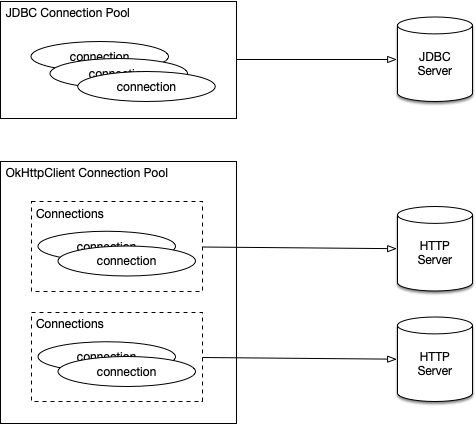 JDBC Connection Pool
connection
connection
connection
JDBC
Server
OkHttpClient Connection Pool
Connections
connection
connection
HTTP
Server
Connections
connection
connection
HTTP
Server